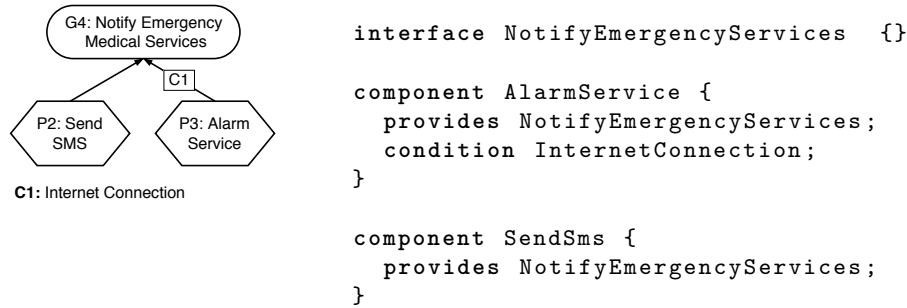 G4: Notify Emergency
Medical Services
C1
P2: Send
SMS
P3: Alarm
Service
C1: Internet Connection
interface NotifyEmergencyServices {}
component AlarmService {
provides NotifyEmergencyServices;
condition InternetConnection;
}
component SendSms {
provides NotifyEmergencyServices;
}